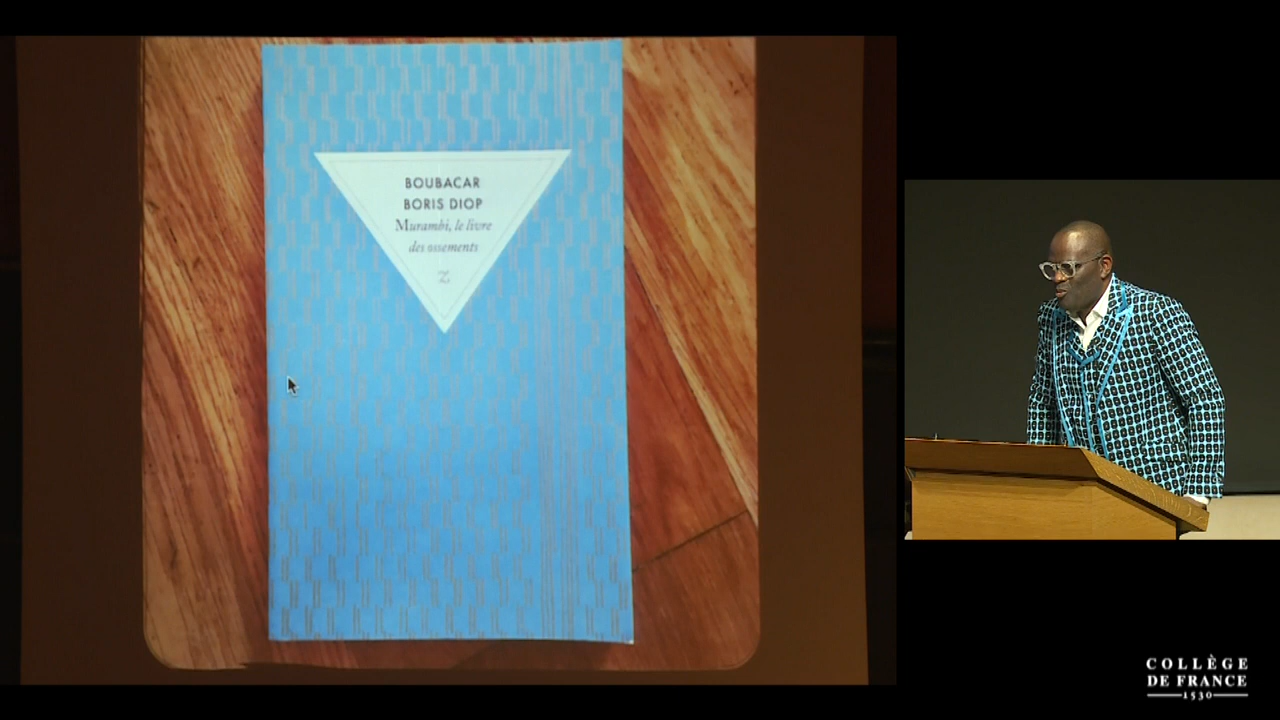 BOUBACAR
BORIS DIOP
Murambi, le livre
des ossements
Z
COLLÈGE
DE FRANCE
1530